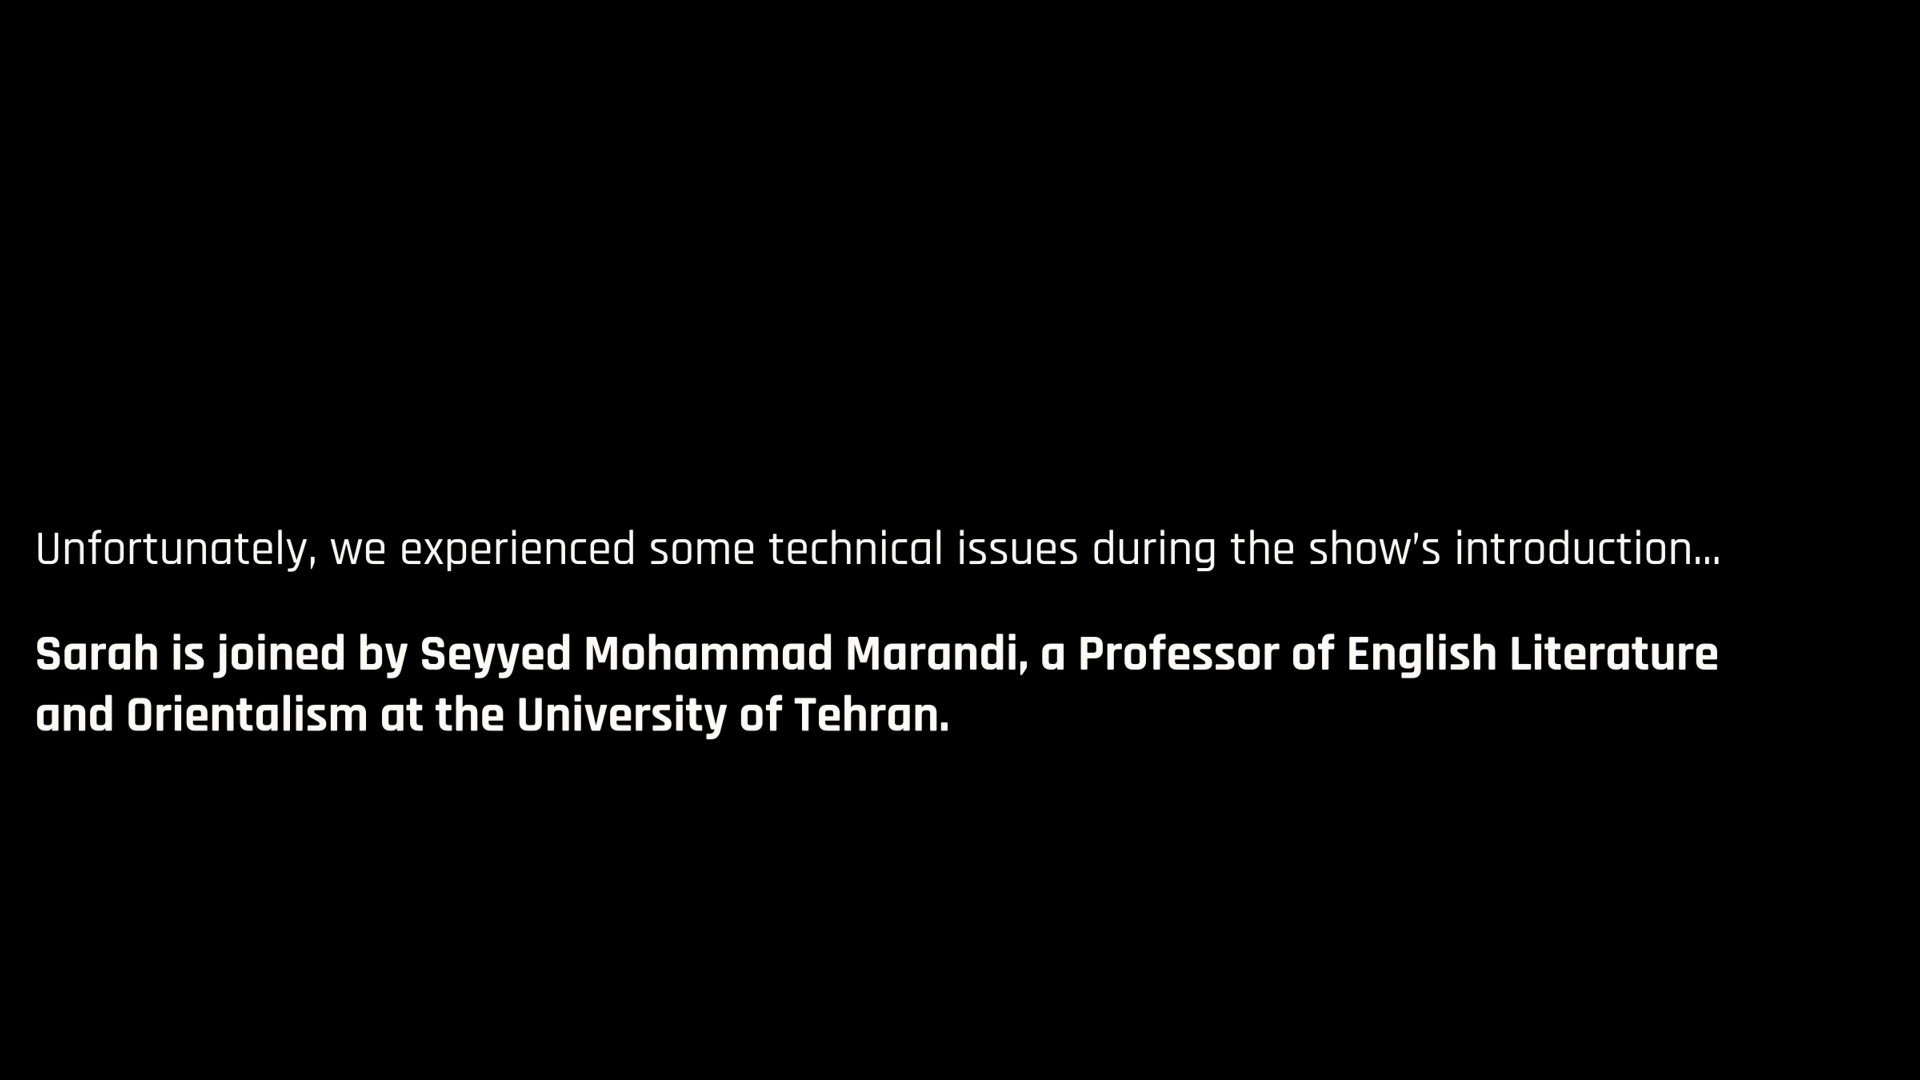 Unfortunately, we experienced some technical issues during the show's introduction...
Sarah is joined by Seyyed Mohammad Marandi, a Professor of English Literature
and Orientalism at the University of Tehran.